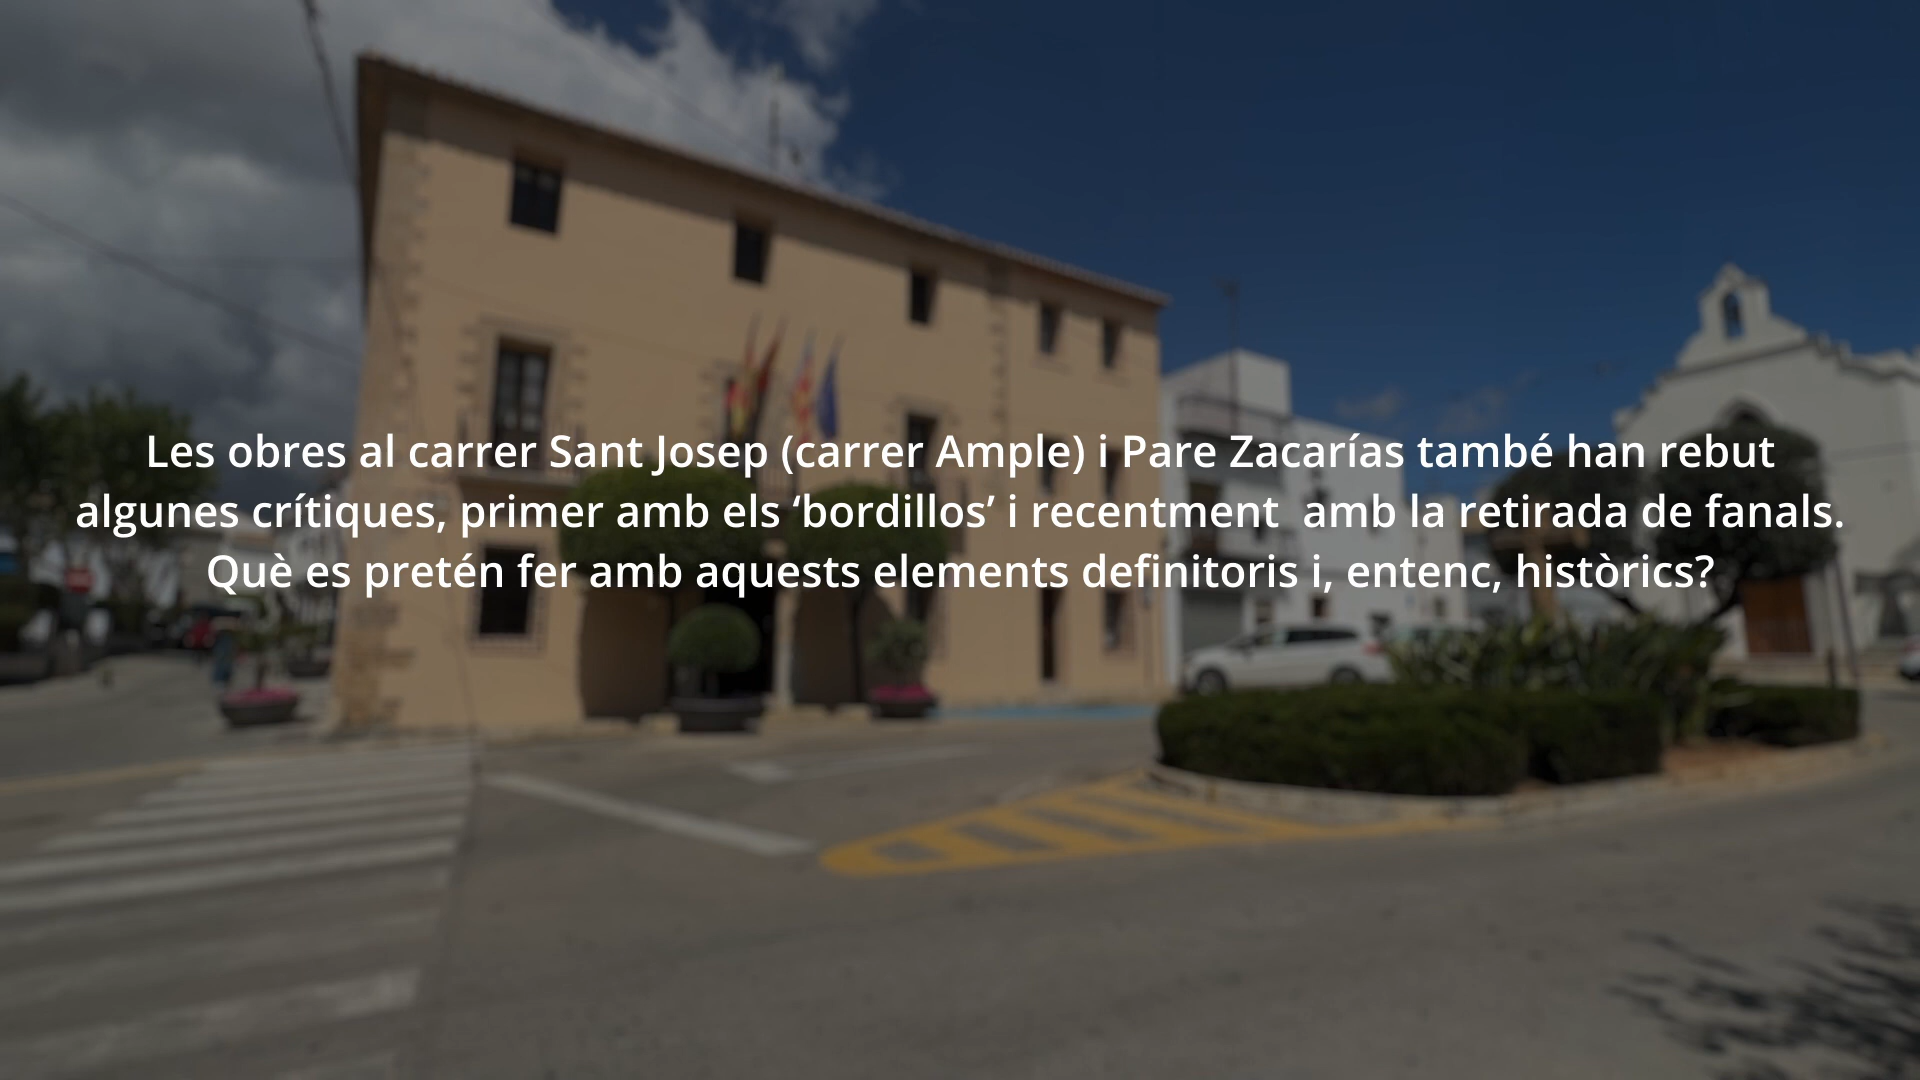 Les obres al carrer Sant Josep (carrer Ample) i Pare Zacarías també han rebut
algunes crítiques, primer amb els ‘bordillos’ i recentment  amb la retirada de fanals.
Què es pretén fer amb aquests elements definitoris i, entenc, històrics?